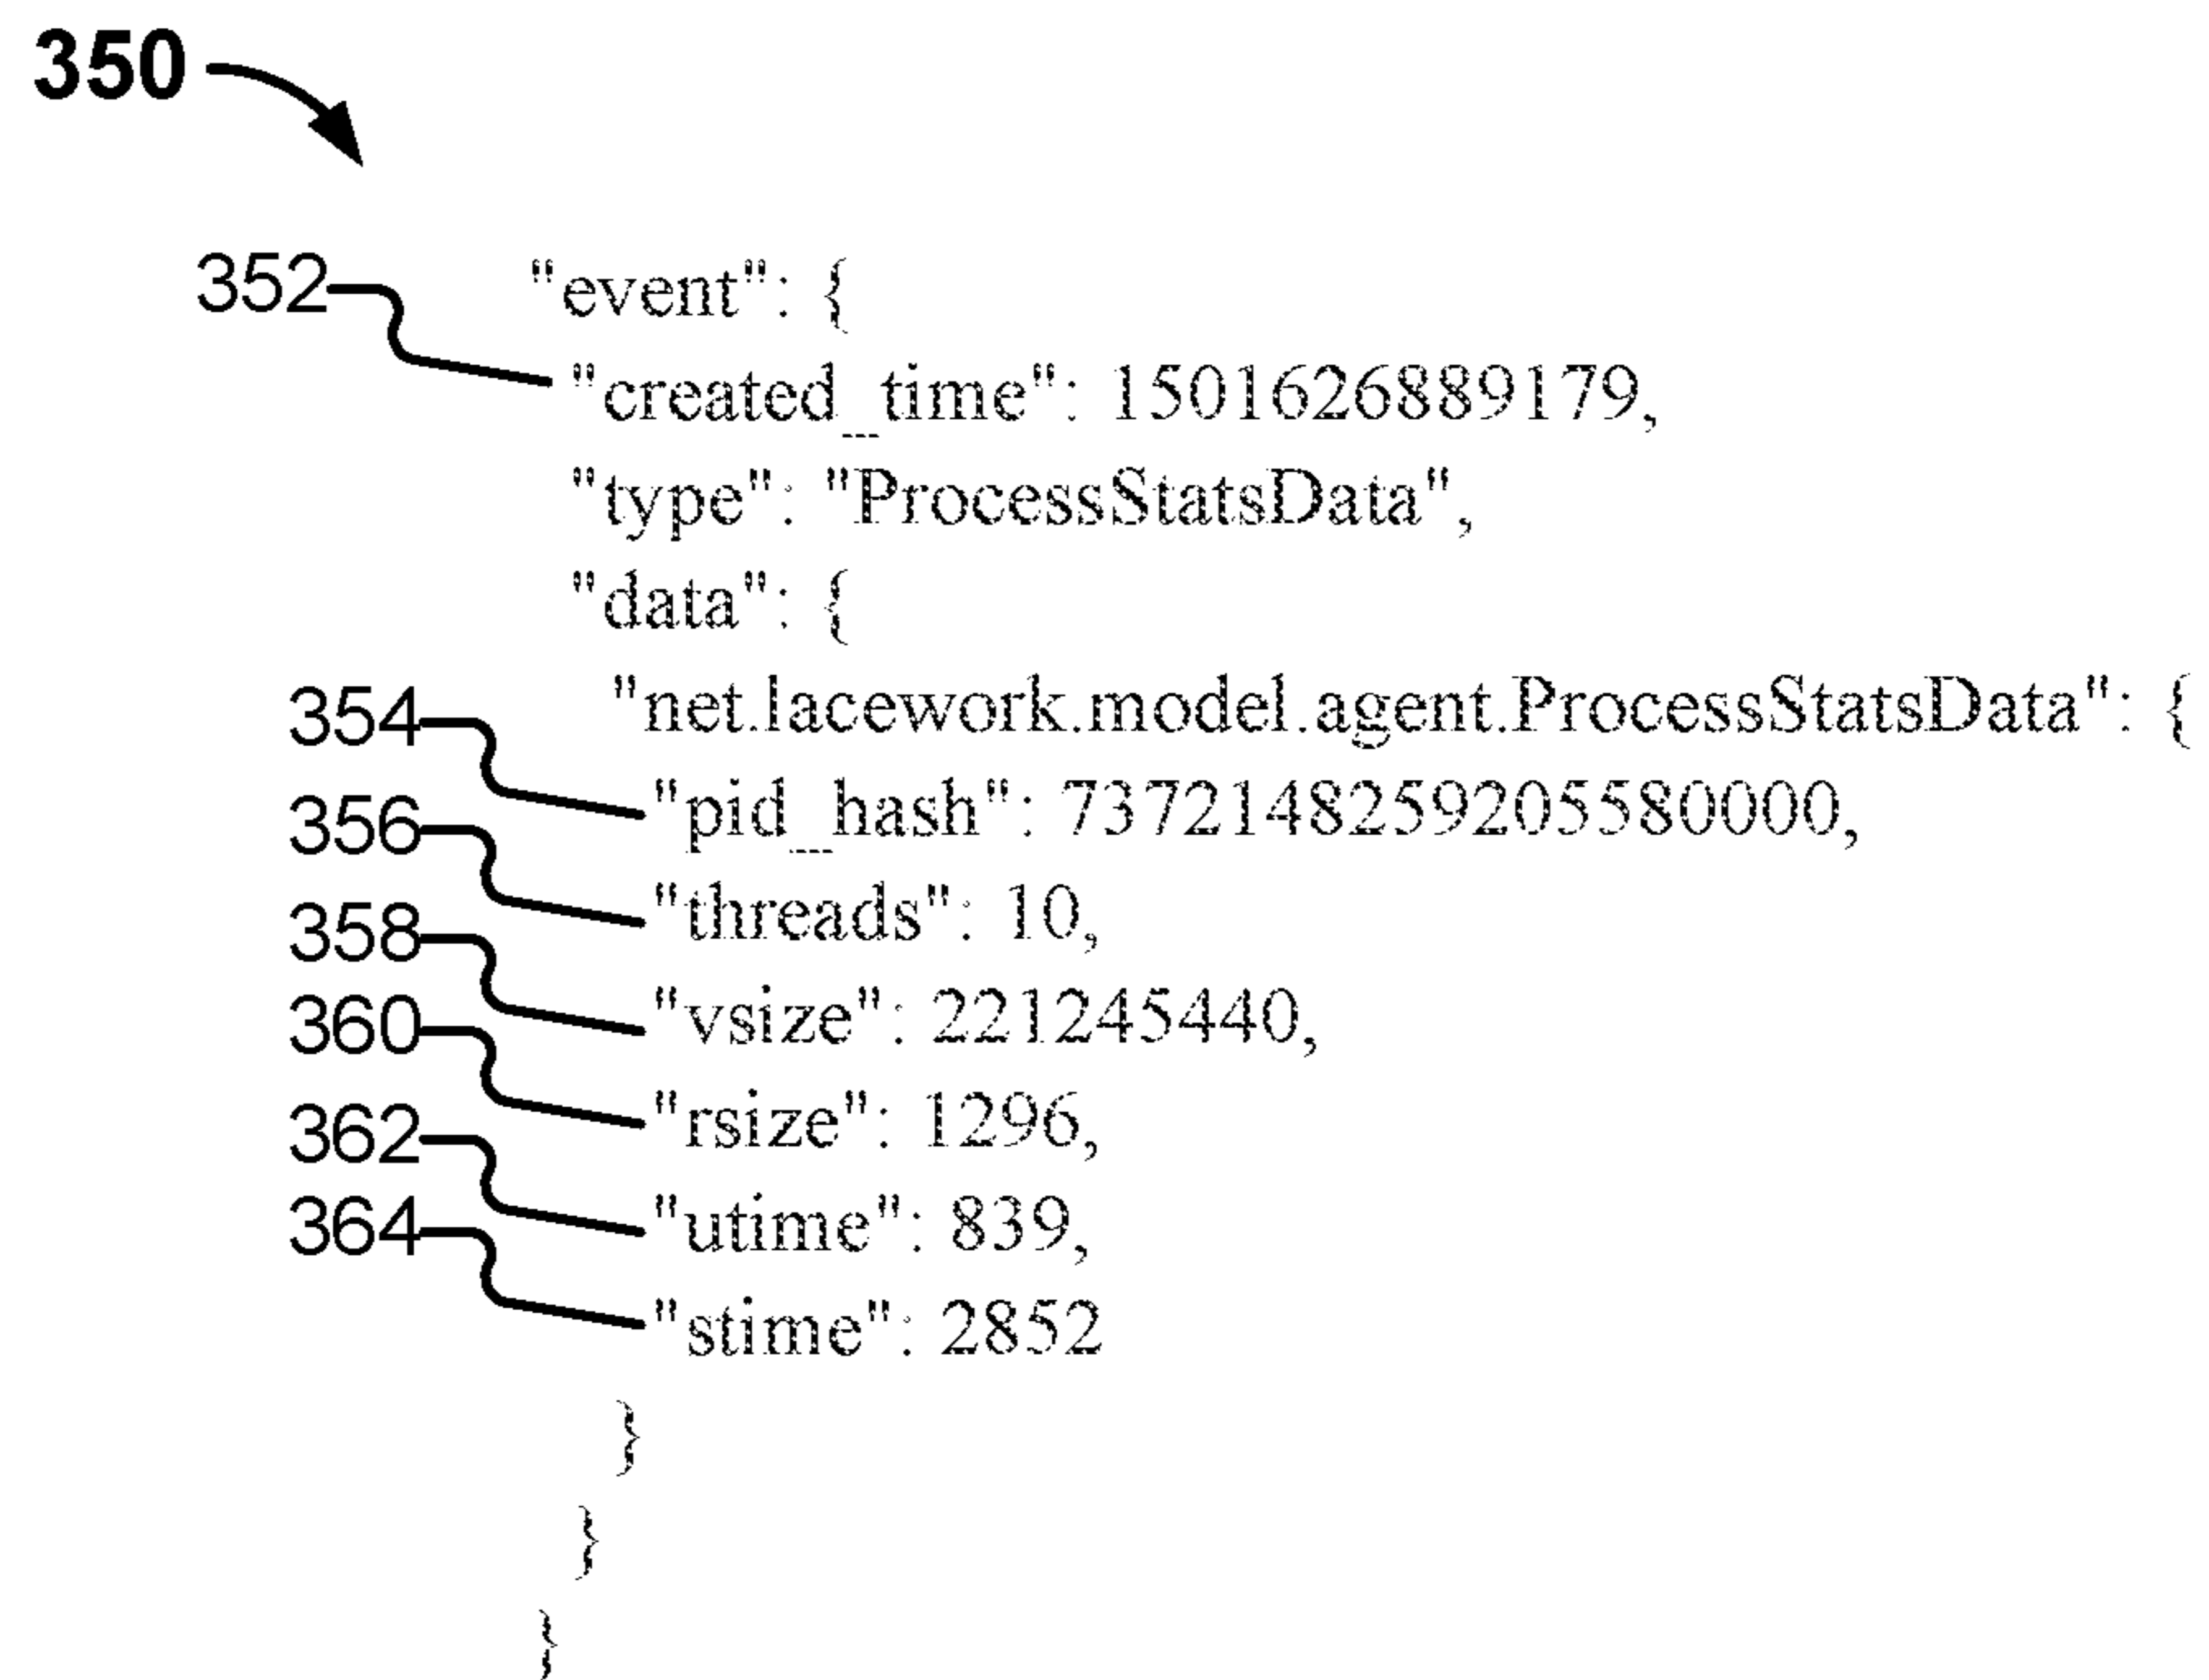 350
352 "event": {
"created_time": 1501626889179,
"type": "ProcessStatsData",
"data": {
354 "net.lacework.model.agent.ProcessStatsData": {
356 "pid_hash": 7372148259205580000,
358 "threads": 10,
360 "vsize": 221245440,
362 "rsize": 1296,
364 "utime": 839,
"stime": 2852
}
}
}